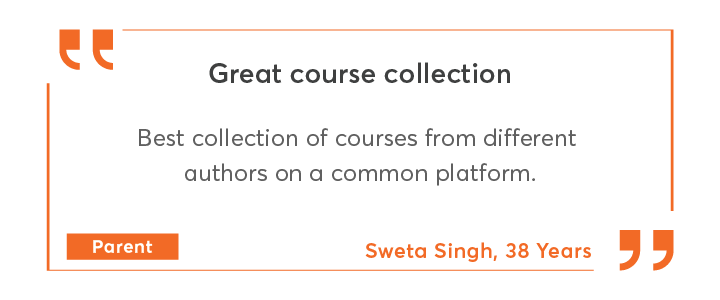 Great course collection
Best collection of courses from different
authors on a common platform.
Parent
Sweta Singh, 38 Years